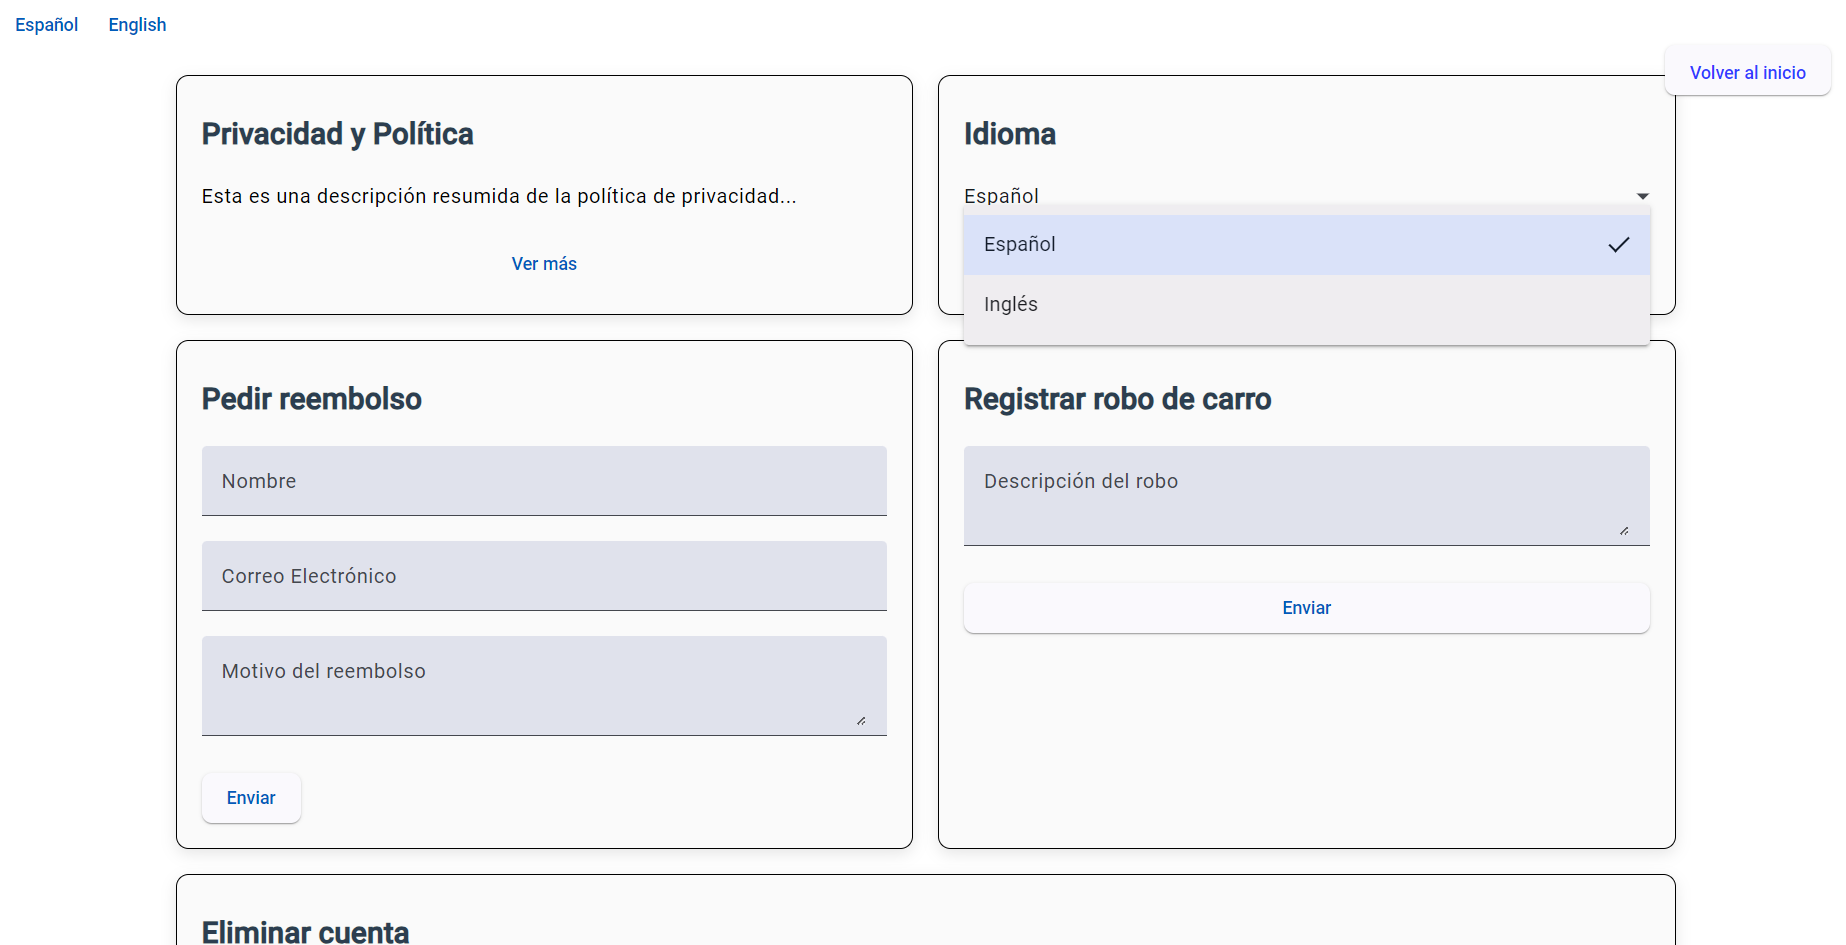 Español English
Volver al inicio
Privacidad y Política
Esta es una descripción resumida de la política de privacidad...
Ver más
Idioma
Español
Español
Inglés
Pedir reembolso
Nombre
Correo Electrónico
Motivo del reembolso
Enviar
Registrar robo de carro
Descripción del robo
Enviar
Eliminar cuenta